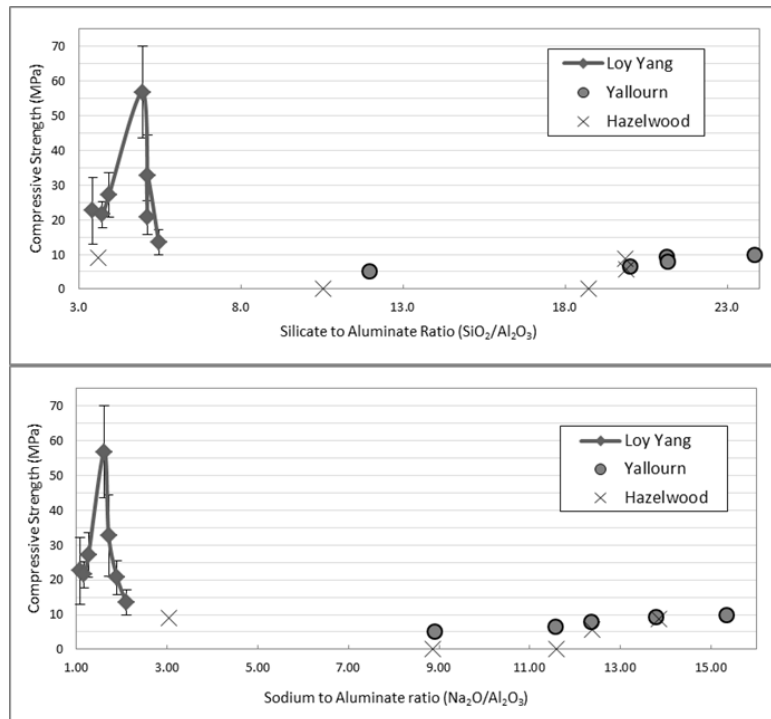 70
60
50
40
30
20
10
0
Compressive Strength (MPa)
Loy Yang
Yallourn
Hazelwood
3.0 8.0 13.0 18.0 23.0
Silicate to Aluminate Ratio (SiO₂/Al₂O₃)
70
60
50
40
30
20
10
0
Compressive Strength (MPa)
Loy Yang
Yallourn
Hazelwood
1.00 3.00 5.00 7.00 9.00 11.00 13.00 15.00
Sodium to Aluminate ratio (Na₂O/Al₂O₃)